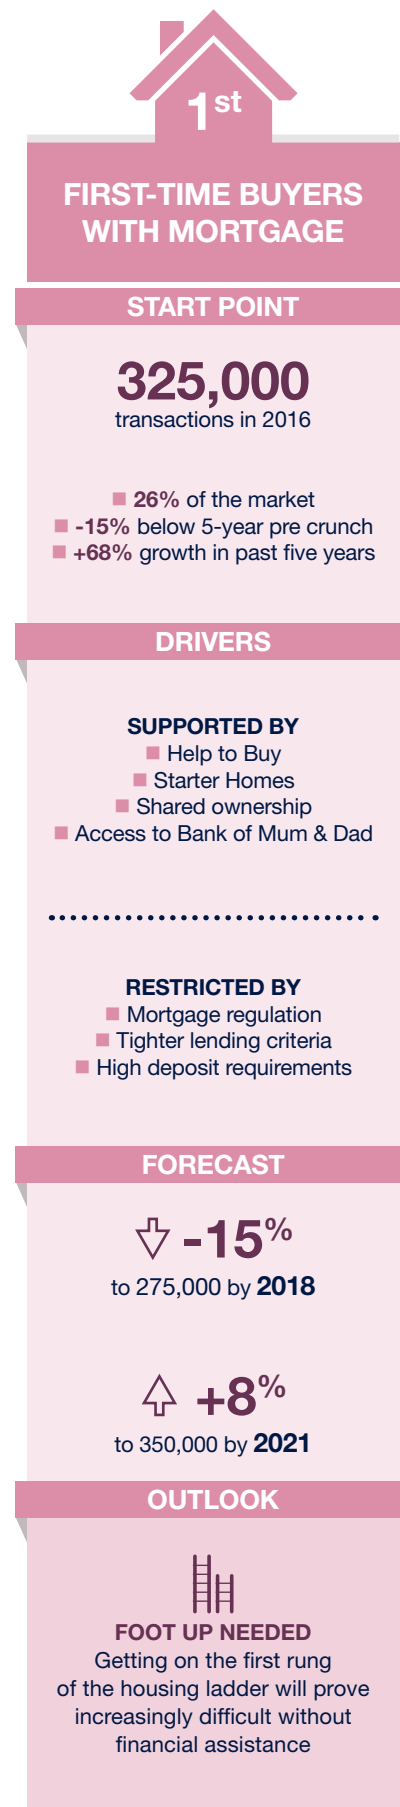 1st
FIRST-TIME BUYERS
WITH MORTGAGE
START POINT
325,000
transactions in 2016
26% of the market
-15% below 5-year pre crunch
+68% growth in past five years
DRIVERS
SUPPORTED BY
Help to Buy
Starter Homes
Shared ownership
Access to Bank of Mum & Dad
RESTRICTED BY
Mortgage regulation
Tighter lending criteria
High deposit requirements
FORECAST
-15%
to 275,000 by 2018
+8%
to 350,000 by 2021
OUTLOOK
FOOT UP NEEDED
Getting on the first rung
of the housing ladder will prove
increasingly difficult without
financial assistance